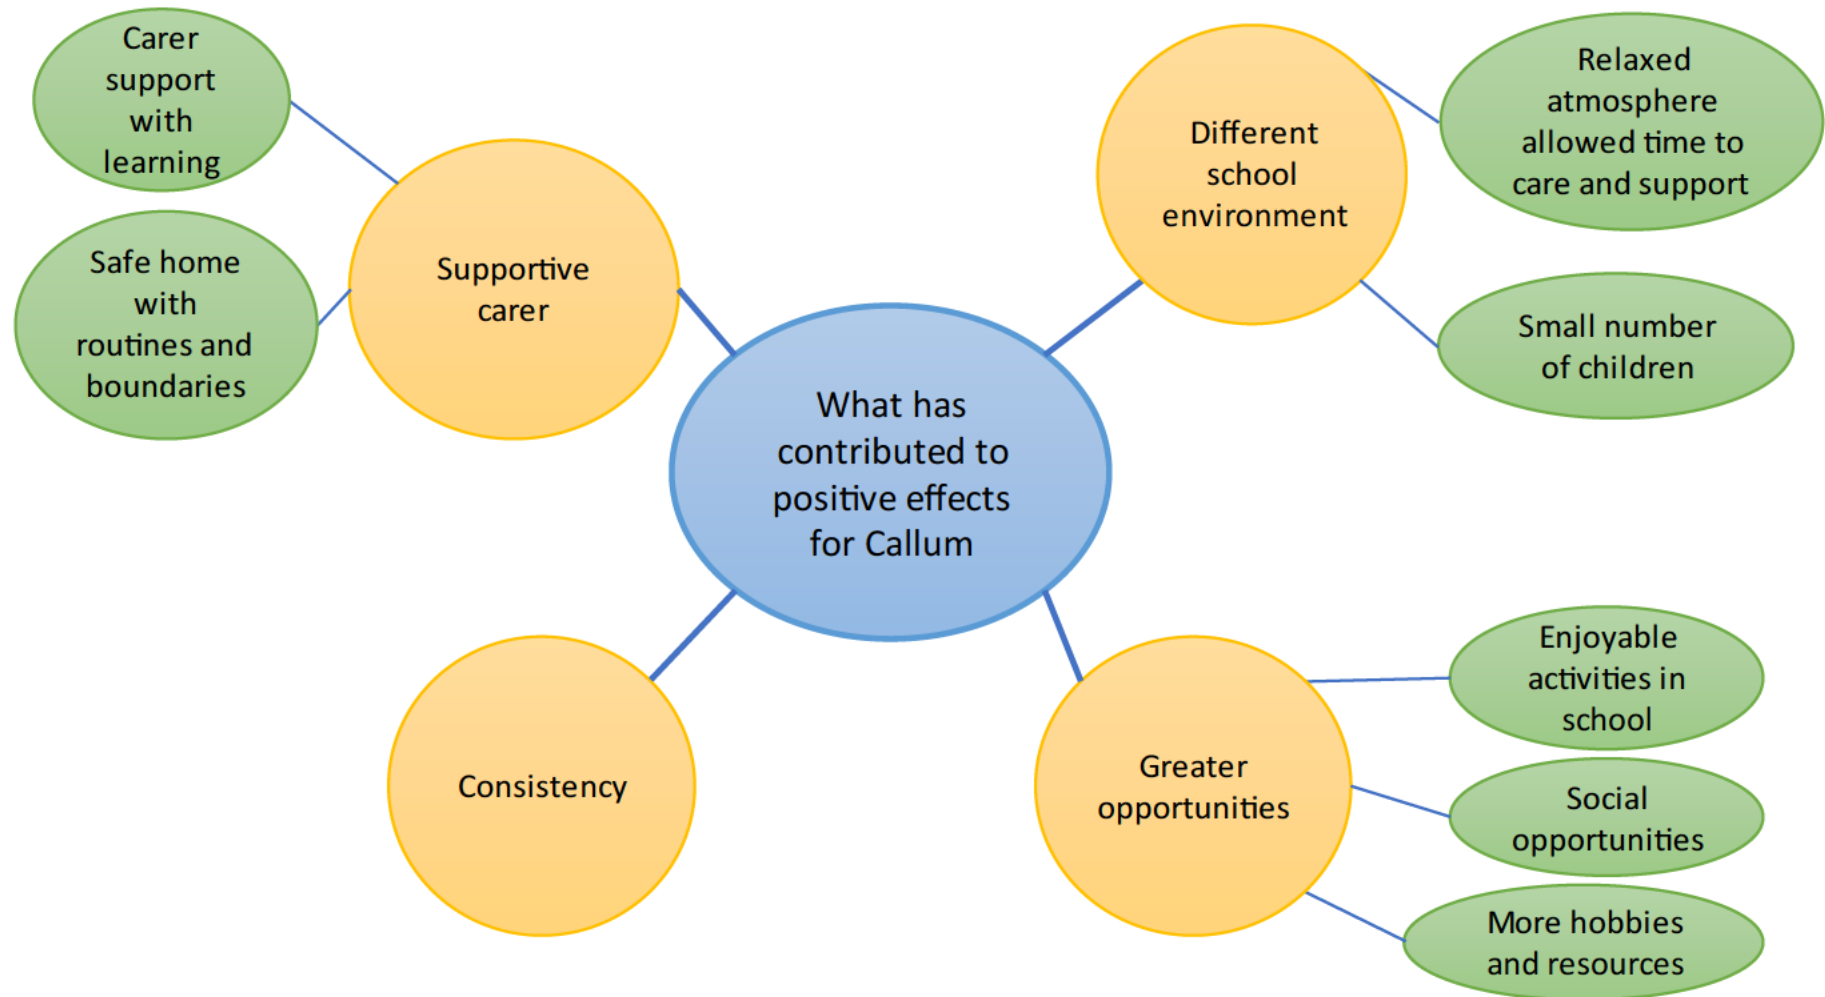 Carer
support
with
learning
Safe home
with
routines and
boundaries
Supportive
carer
Different
school
environment
Relaxed
atmosphere
allowed time to
care and support
Small number
of children
What has
contributed to
positive effects
for Callum
Consistency
Greater
opportunities
Enjoyable
activities in
school
Social
opportunities
More hobbies
and resources